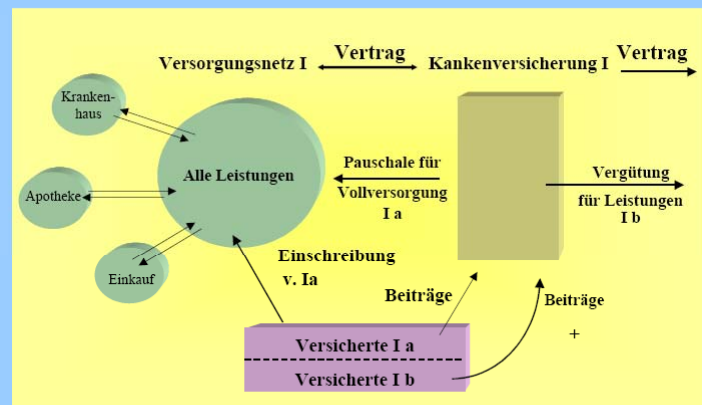 Versorgungsnetz I
Vertrag
Kankenversicherung I
Vertrag
Kranken-
haus
Alle Leistungen
Apotheke
Einkauf
Pauschale für
Vollversorgung
I a
Vergütung
für Leistungen
I b
Einschreibung
v. Ia
Beiträge
Beiträge
+
Versicherte I a
Versicherte I b